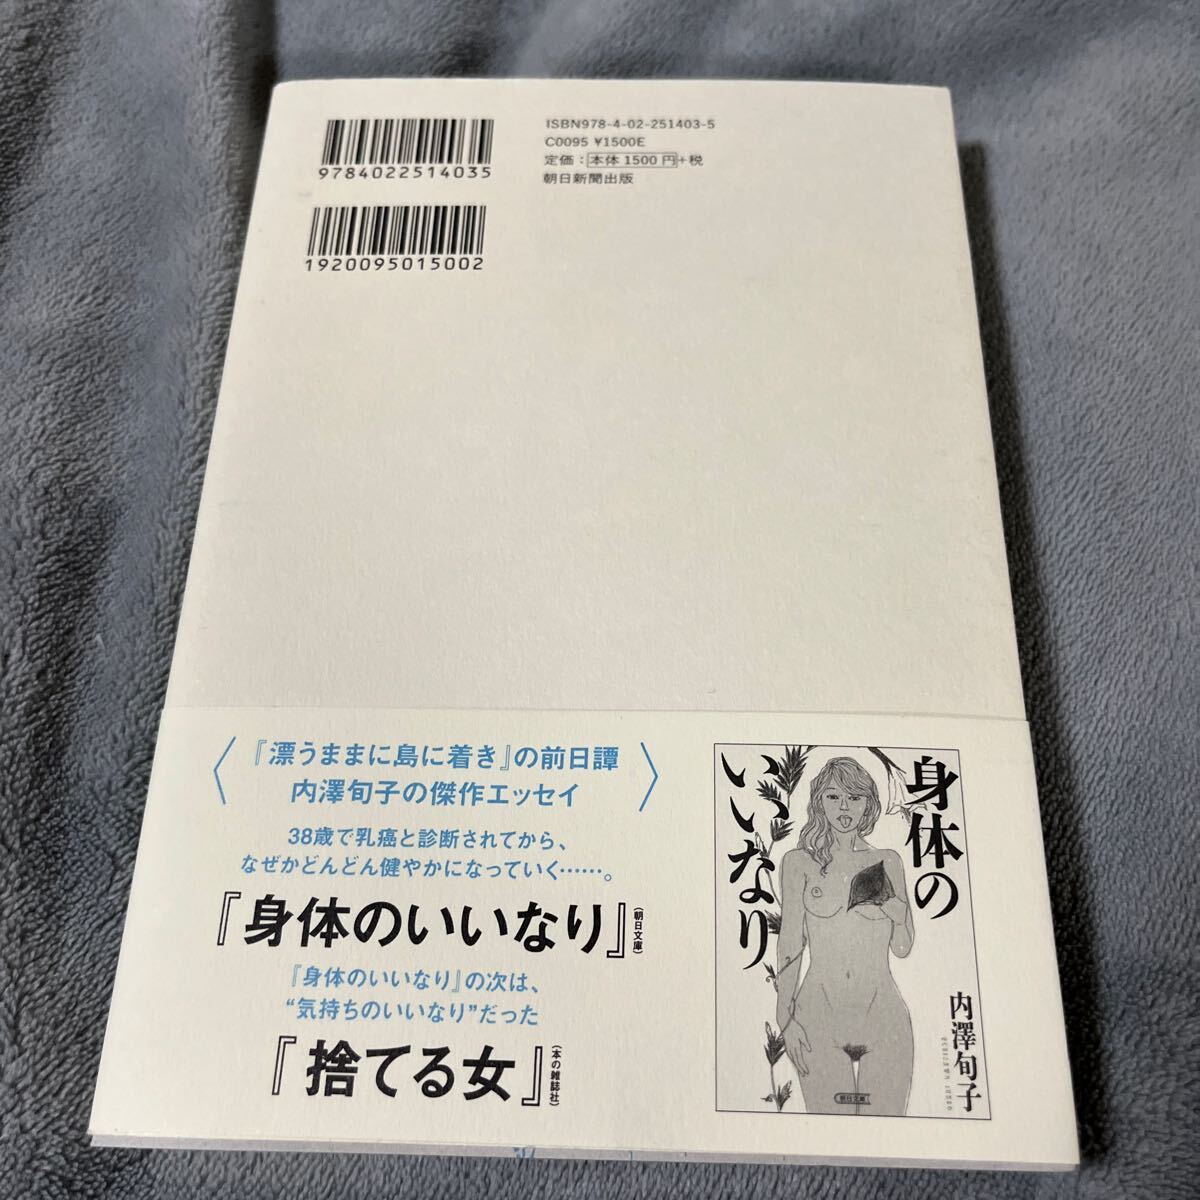 ISBN978-4-02-251403-5
C0095 ¥1500E
定価：本体 1500 円+税
朝日新聞出版
9784022514035
1920095015002
〈『漂うままに島に着き』の前日譚
内澤旬子の傑作エッセイ〉
38歳で乳癌と診断されてから、
なぜかどんどん健やかになっていく……。
『身体のいいなり』（朝日文庫）
『身体のいいなり』の次は、
“気持ちのいいなり”だった
『捨てる女』（本の雑誌社）
身体の
いいなり
内澤旬子
朝日文庫